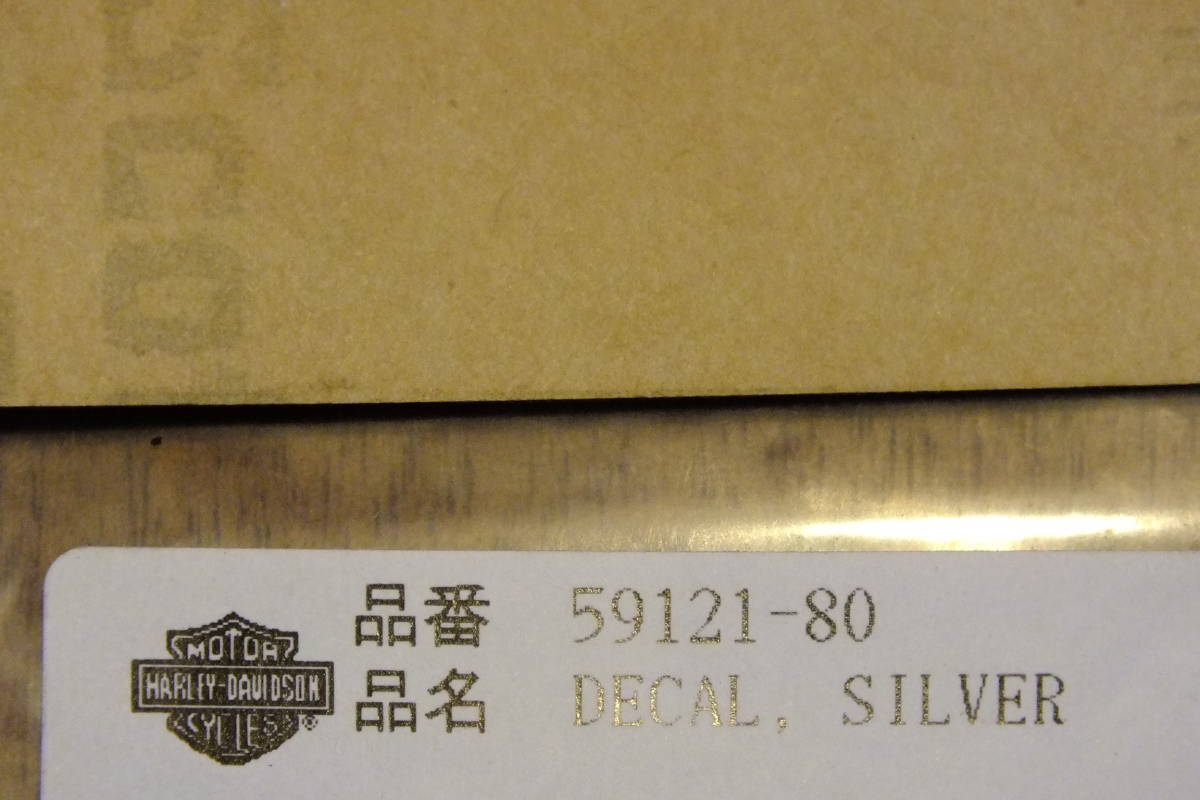 品番 59121-80
品名 DECAL, SILVER
MOTOR
HARLEY-DAVIDSON
CYCLES
®